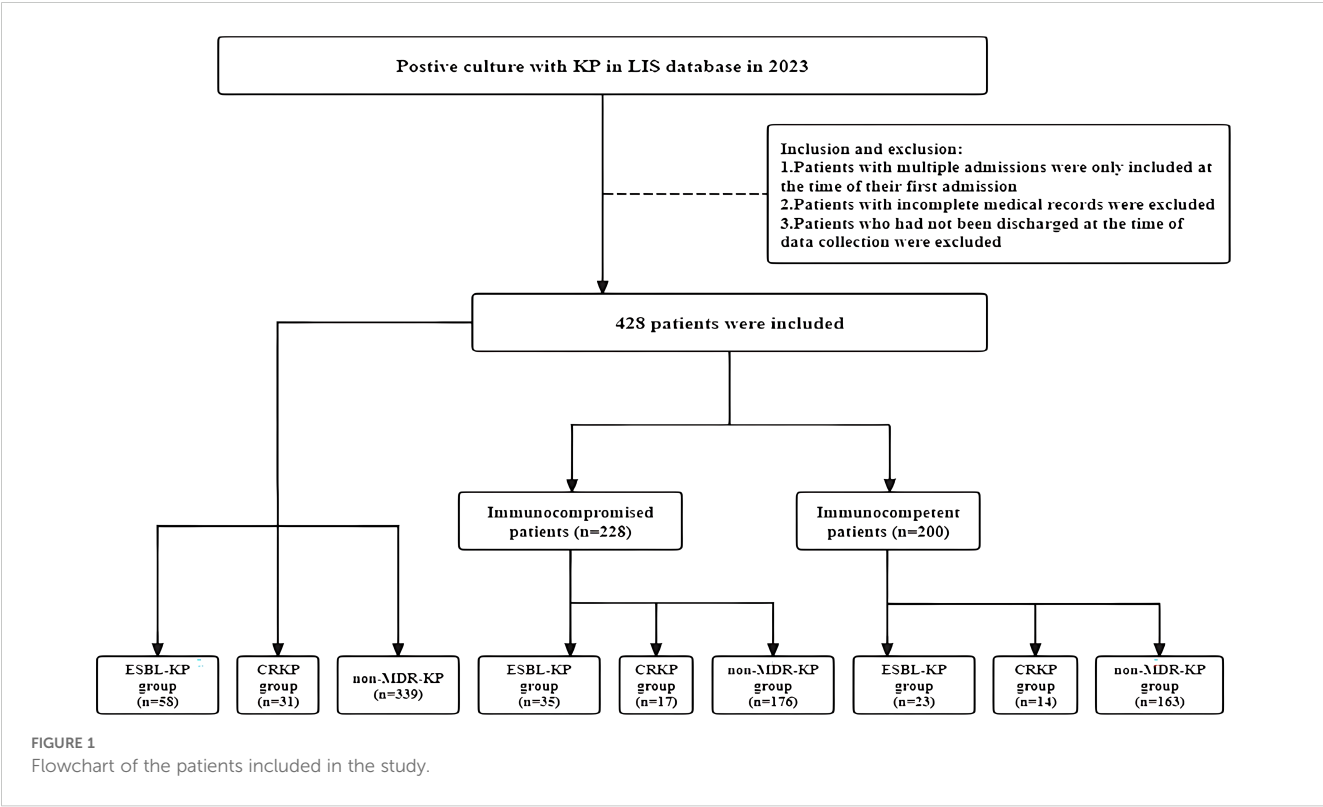 Postive culture with KP in LIS database in 2023
Inclusion and exclusion:
1.Patients with multiple admissions were only included at
the time of their first admission
2.Patients with incomplete medical records were excluded
3.Patients who had not been discharged at the time of
data collection were excluded
428 patients were included
Immunocompromised
patients (n=228)
Immunocompetent
patients (n=200)
ESBL-KP
group
(n=58)
CRKP
group
(n=31)
non-MDR-KP
(n=339)
ESBL-KP
group
(n=35)
CRKP
group
(n=17)
non-MDR-KP
group
(n=176)
ESBL-KP
group
(n=23)
CRKP
group
(n=14)
non-MDR-KP
group
(n=163)
FIGURE 1
Flowchart of the patients included in the study.